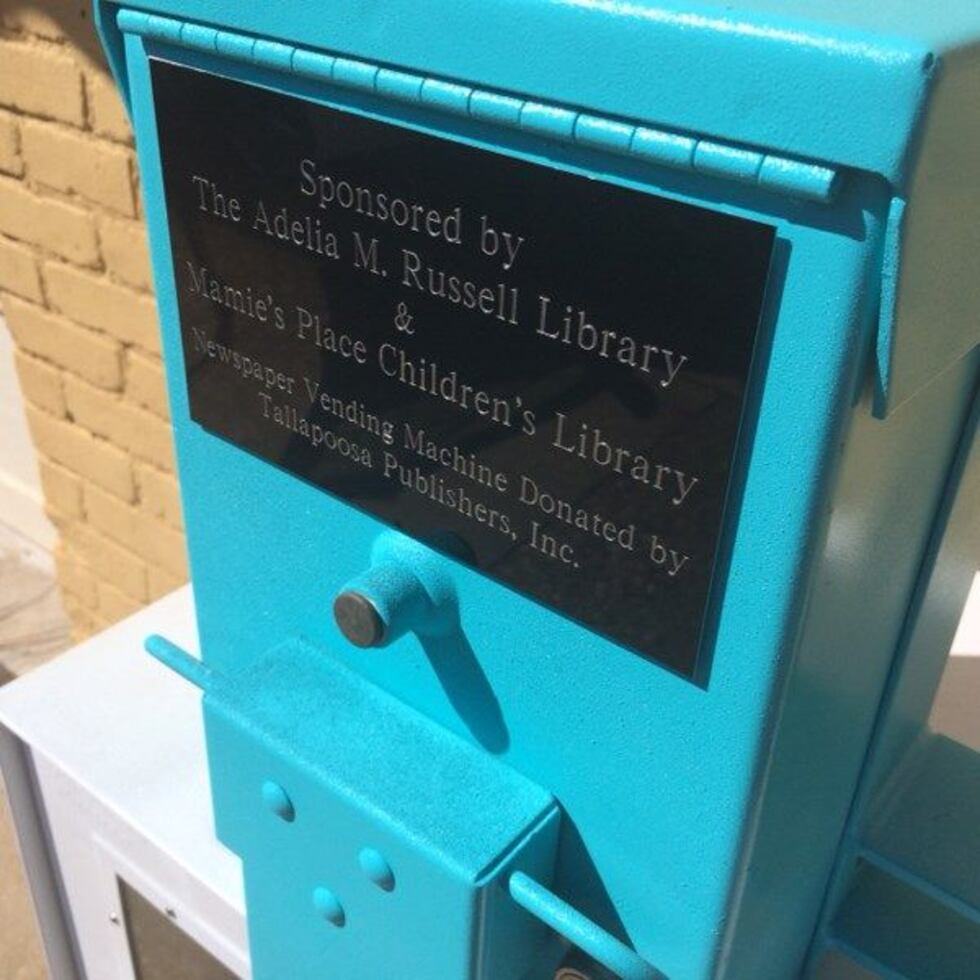 Sponsored by
The Adelia M. Russell Library
&
Mamie's Place Children's Library
Newspaper Vending Machine Donated by
Tallapoosa Publishers, Inc.